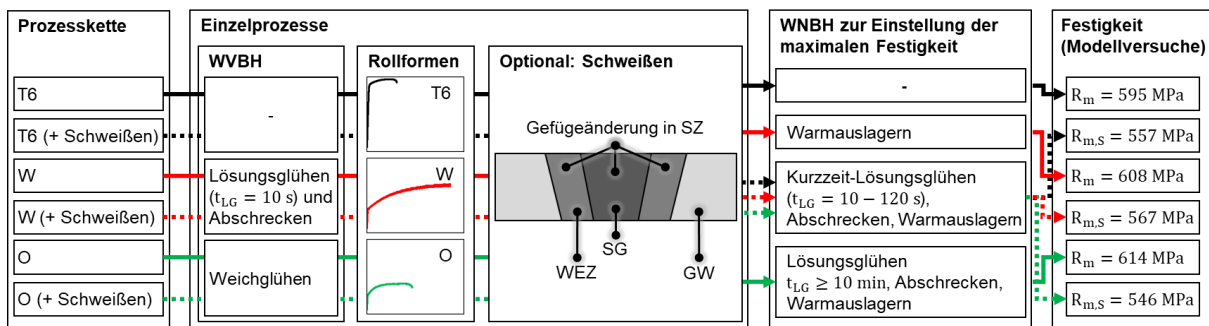 Prozesskette
T6
T6 (+ Schweißen)
W
W (+ Schweißen)
O
O (+ Schweißen)
Einzelprozesse
WVBH
-
Lösungsglühen
(t_LG = 10 s) und
Abschrecken
Weichglühen
Rollformen
T6
W
O
Optional: Schweißen
Gefügeänderung in SZ
WEZ
SG
GW
WNBH zur Einstellung der
maximalen Festigkeit
-
Warmauslagern
Kurzzeit-Lösungsglühen
(t_LG = 10 − 120 s),
Abschrecken, Warmauslagern
Lösungsglühen
t_LG ≥ 10 min, Abschrecken,
Warmauslagern
Festigkeit
(Modellversuche)
R_m = 595 MPa
R_m,S = 557 MPa
R_m = 608 MPa
R_m,S = 567 MPa
R_m = 614 MPa
R_m,S = 546 MPa